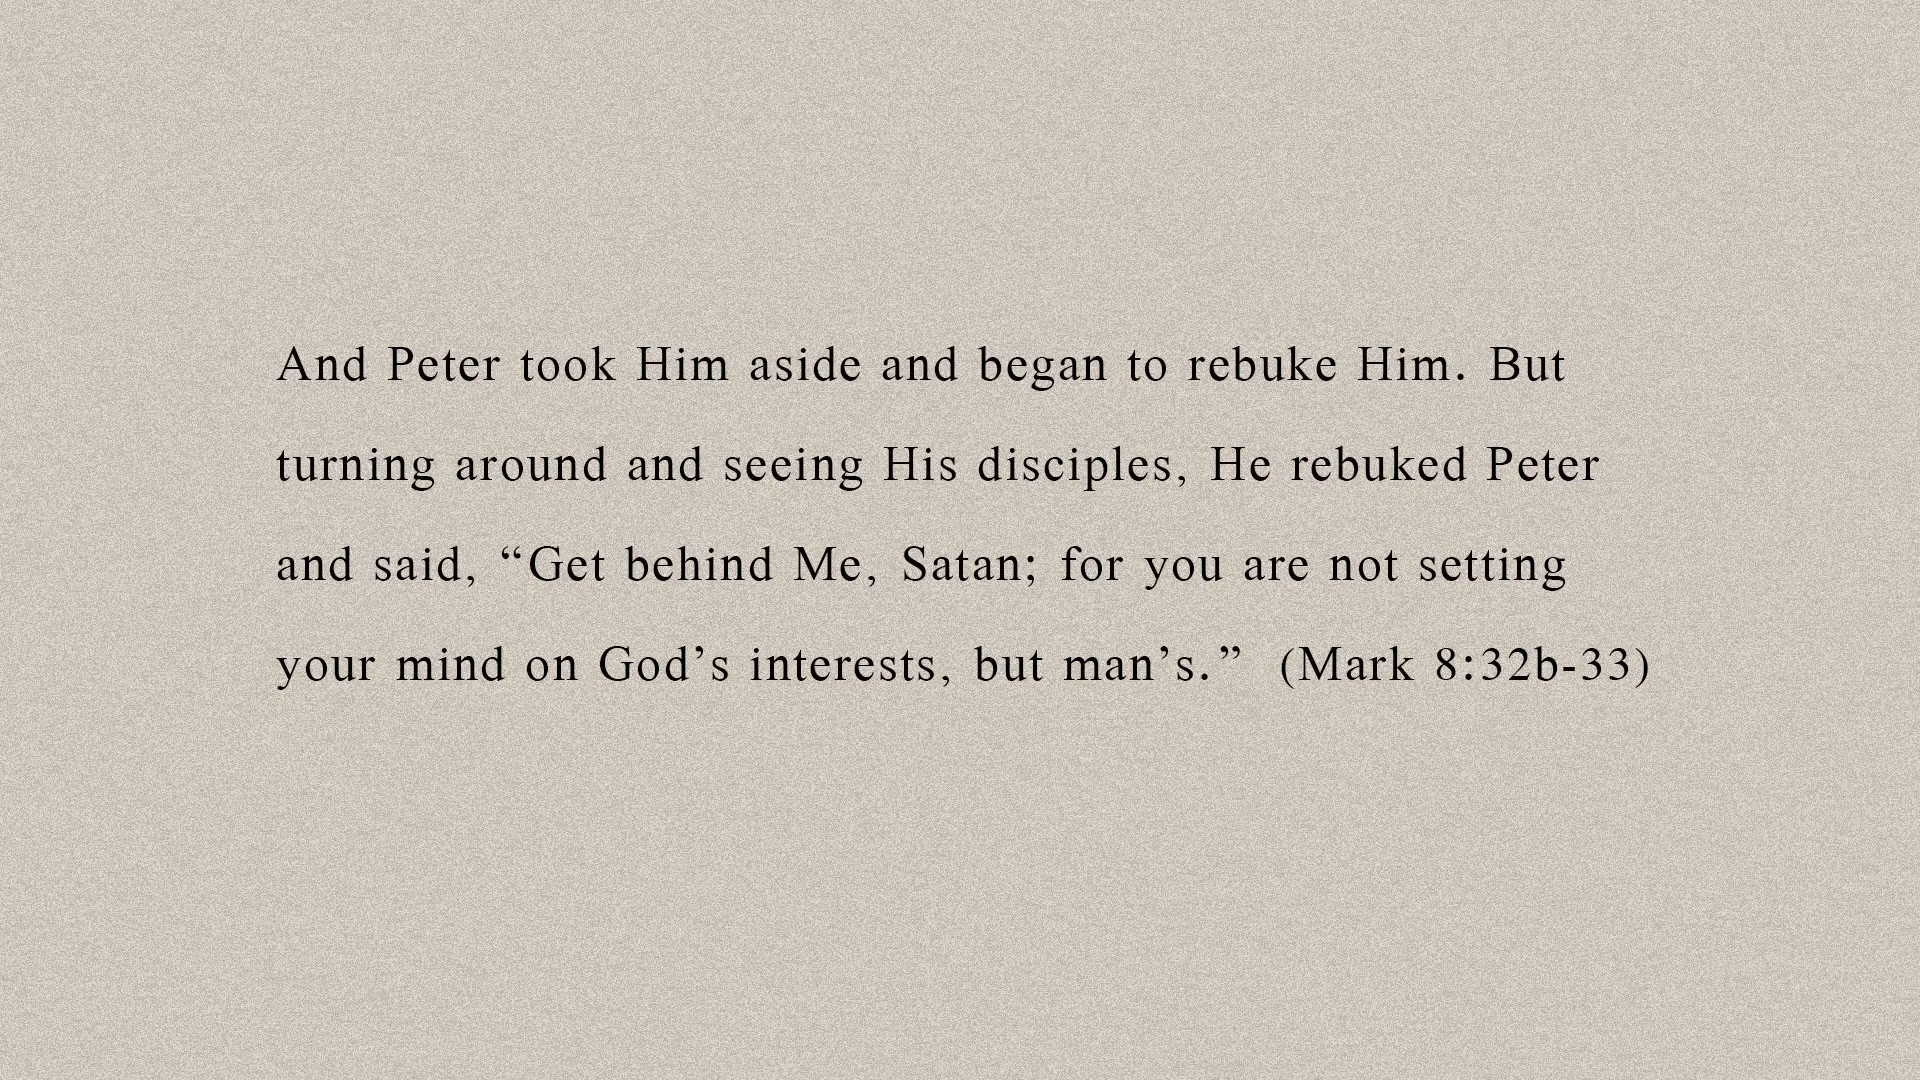 And Peter took Him aside and began to rebuke Him. But
turning around and seeing His disciples, He rebuked Peter
and said, “Get behind Me, Satan; for you are not setting
your mind on God’s interests, but man’s.”  (Mark 8:32b-33)